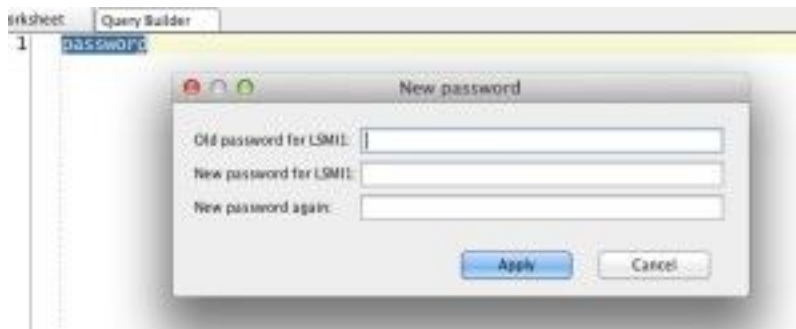 orksheet Query Builder
1 password
New password
Old password for LSMI1:
New password for LSMI1:
New password again:
Apply Cancel